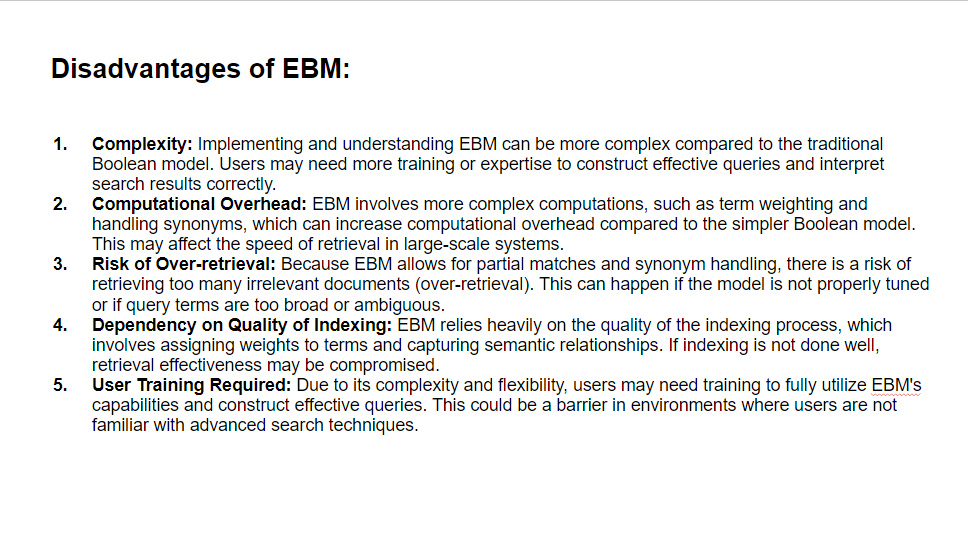 Disadvantages of EBM:
1. Complexity: Implementing and understanding EBM can be more complex compared to the traditional
Boolean model. Users may need more training or expertise to construct effective queries and interpret
search results correctly.
2. Computational Overhead: EBM involves more complex computations, such as term weighting and
handling synonyms, which can increase computational overhead compared to the simpler Boolean model.
This may affect the speed of retrieval in large-scale systems.
3. Risk of Over-retrieval: Because EBM allows for partial matches and synonym handling, there is a risk of
retrieving too many irrelevant documents (over-retrieval). This can happen if the model is not properly tuned
or if query terms are too broad or ambiguous.
4. Dependency on Quality of Indexing: EBM relies heavily on the quality of the indexing process, which
involves assigning weights to terms and capturing semantic relationships. If indexing is not done well,
retrieval effectiveness may be compromised.
5. User Training Required: Due to its complexity and flexibility, users may need training to fully utilize EBM's
capabilities and construct effective queries. This could be a barrier in environments where users are not
familiar with advanced search techniques.